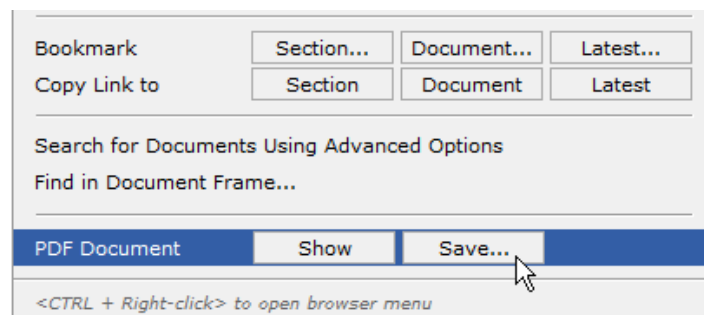 Bookmark Section... Document... Latest...
Copy Link to Section Document Latest
Search for Documents Using Advanced Options
Find in Document Frame...
PDF Document Show Save...
<CTRL + Right-click> to open browser menu